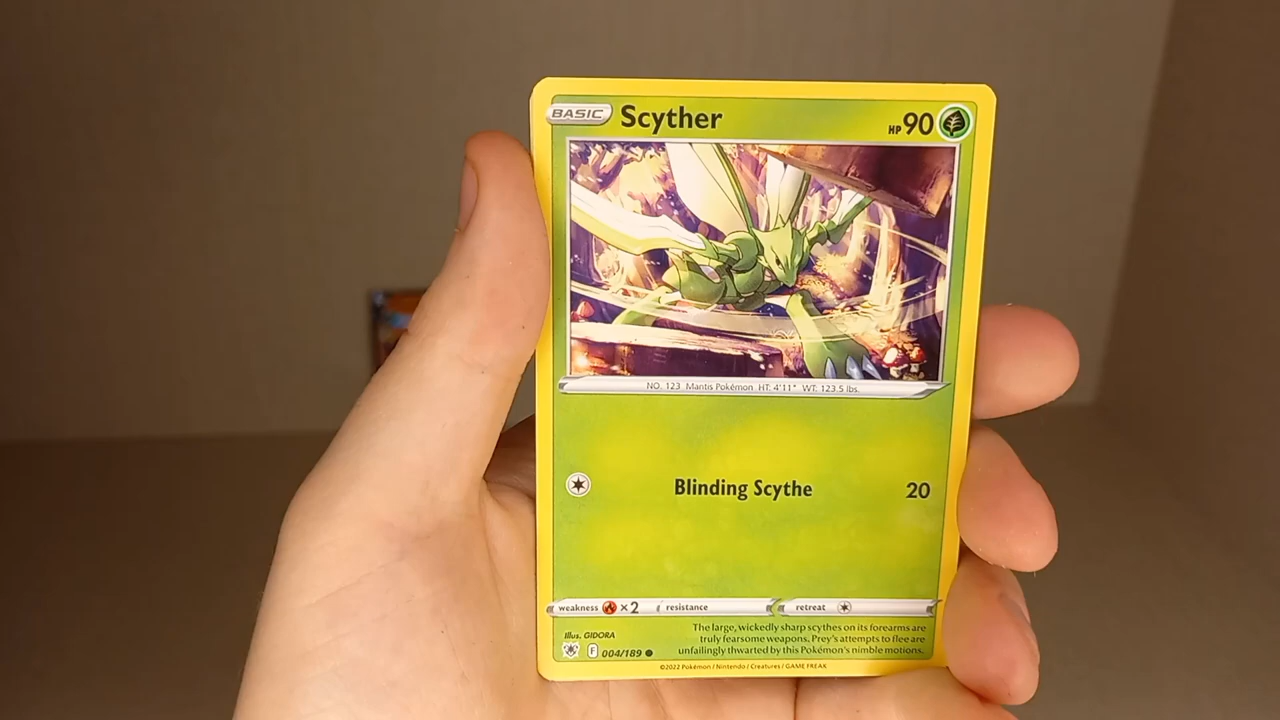 BASIC Scyther HP 90
NO. 123 Mantis Pokémon HT: 4'11" WT: 123.5 lbs.
Blinding Scythe 20
weakness ×2 resistance retreat
Illus. GIDORA
The large, wickedly sharp scythes on its forearms are
truly fearsome weapons. Prey's attempts to flee are
unfailingly thwarted by this Pokémon's nimble motions.
F 004/189
©2022 Pokémon / Nintendo / Creatures / GAME FREAK